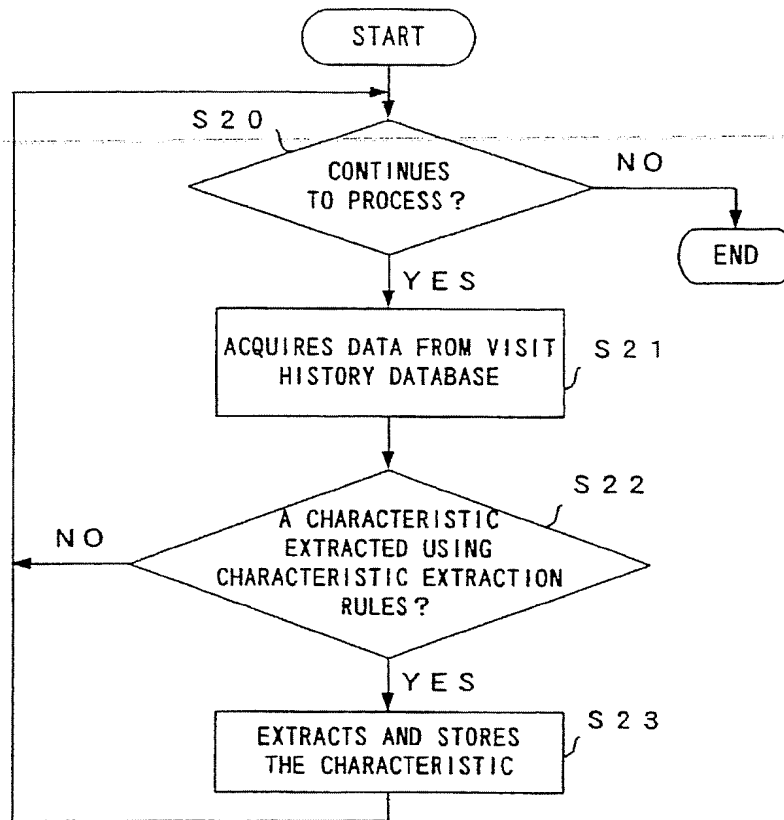 START
S20
CONTINUES
TO PROCESS?
NO
END
YES
ACQUIRES DATA FROM VISIT
HISTORY DATABASE
S21
S22
A CHARACTERISTIC
EXTRACTED USING
CHARACTERISTIC EXTRACTION
RULES?
NO
YES
S23
EXTRACTS AND STORES
THE CHARACTERISTIC